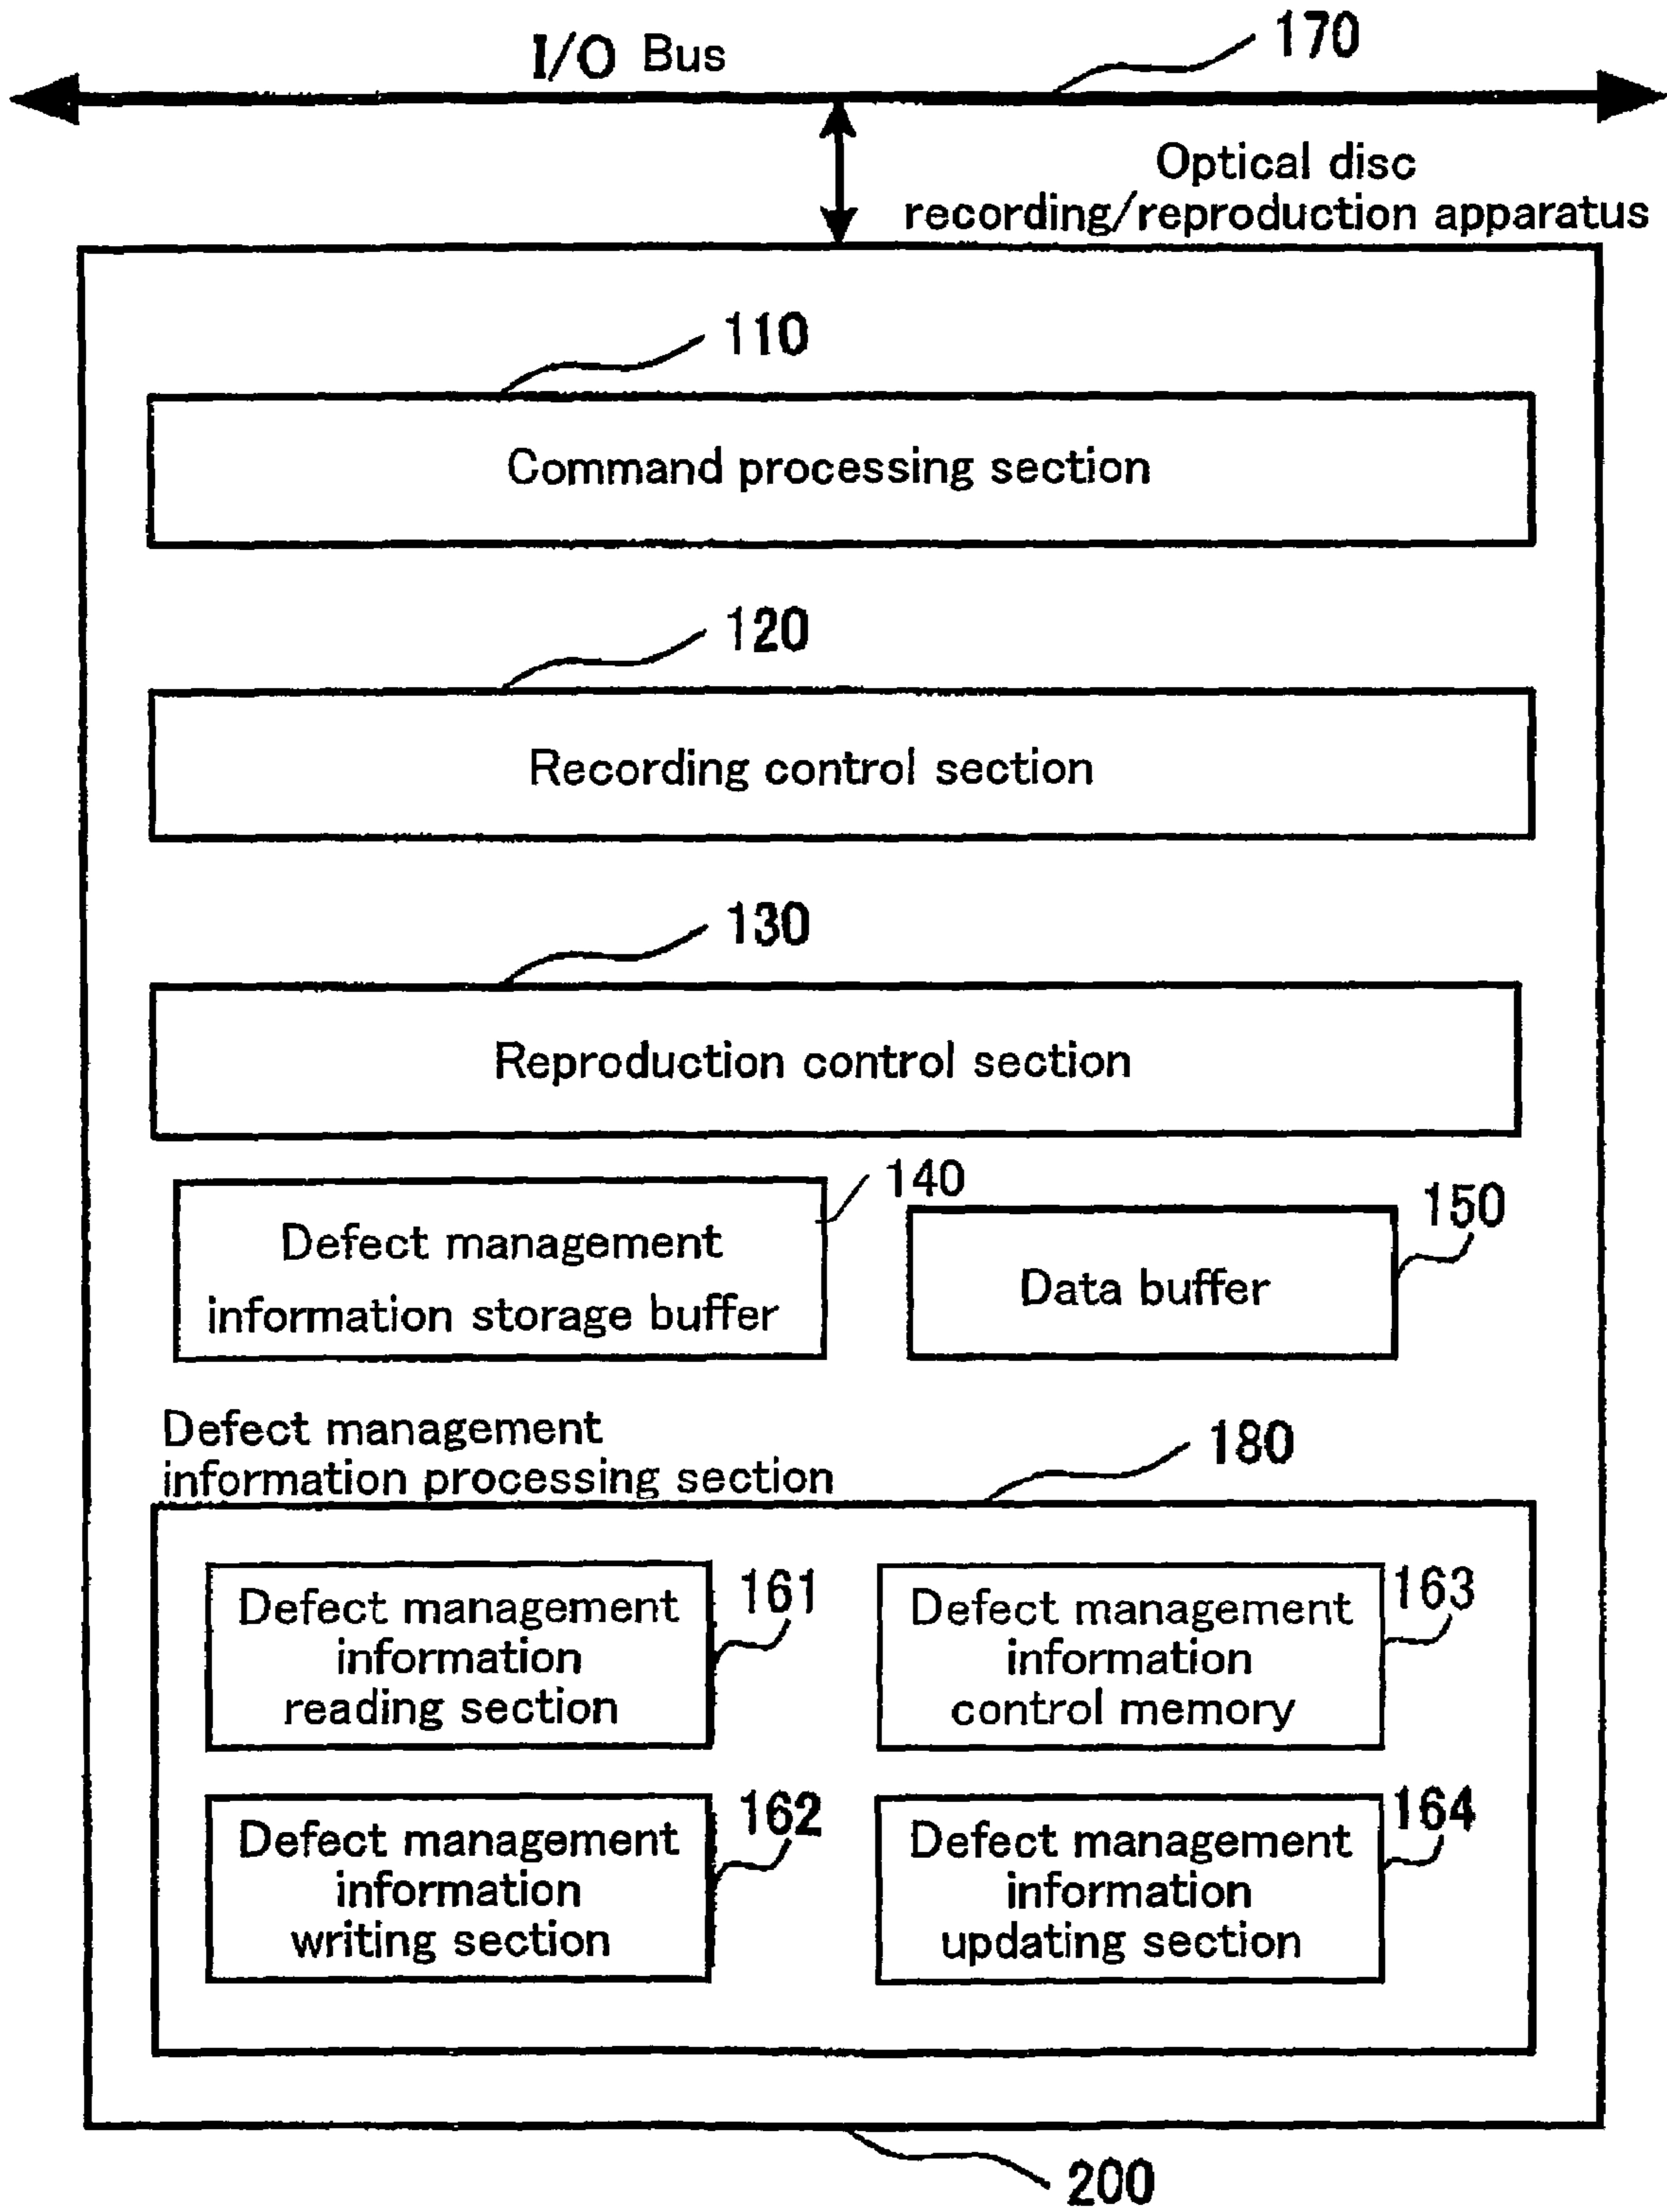 I/O Bus
170
Optical disc
recording/reproduction apparatus
110
Command processing section
120
Recording control section
130
Reproduction control section
140
Defect management
information storage buffer
150
Data buffer
Defect management
information processing section
180
161
Defect management
information
reading section
163
Defect management
information
control memory
162
Defect management
information
writing section
164
Defect management
information
updating section
200